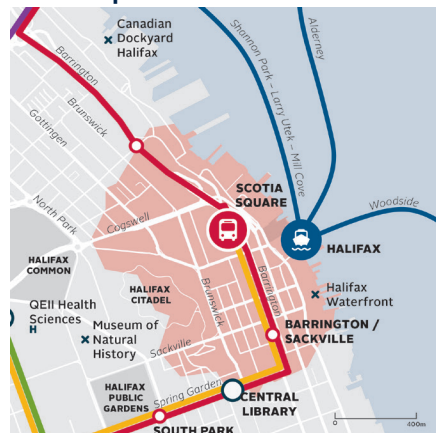 Canadian
Dockyard
Halifax
Barrington
Brunswick
Gottingen
North Park
Cogswell
Shannon Park – Larry Utek – Mill Cove
Alderney
Woodside
SCOTIA
SQUARE
HALIFAX
HALIFAX
COMMON
HALIFAX
CITADEL
Brunswick
Barrington
Halifax
Waterfront
QEII Health
Sciences
H
Museum of
Natural
History
Sackville
BARRINGTON /
SACKVILLE
HALIFAX
PUBLIC
GARDENS
Spring Garden
CENTRAL
LIBRARY
SOUTH PARK
0
400m